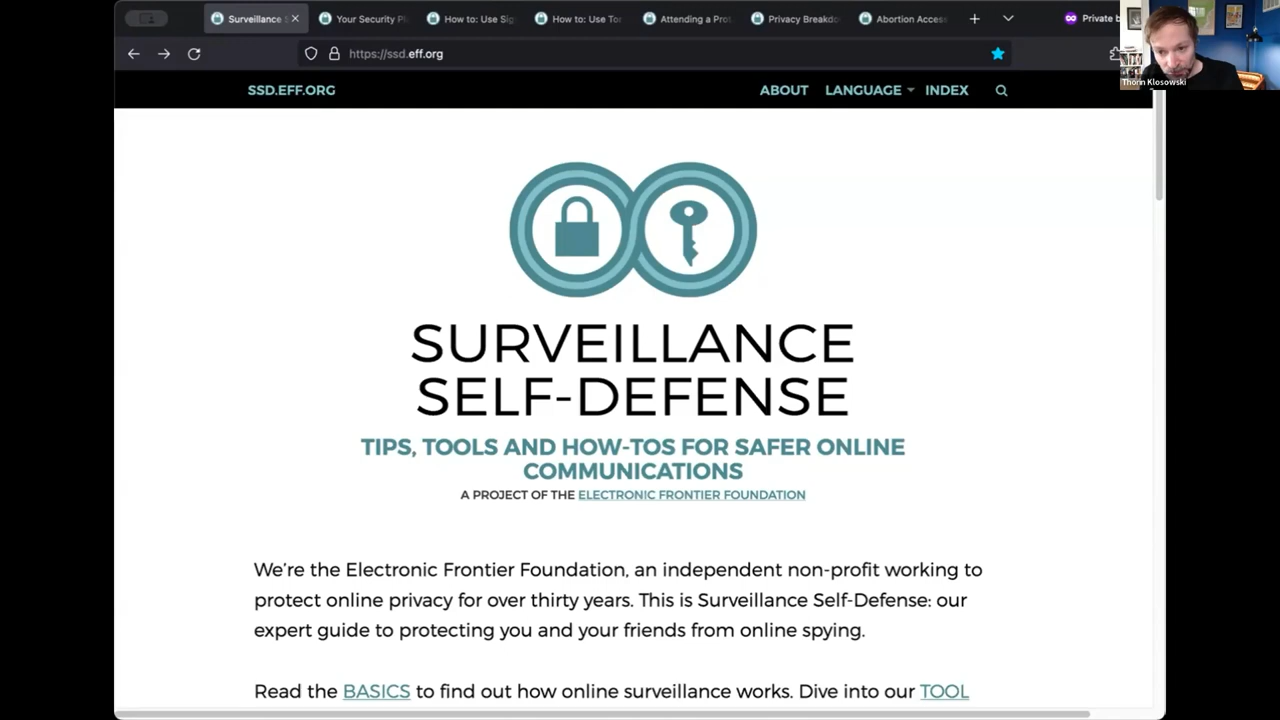 Surveillance S
Your Security Pl
How to: Use Sig
How to: Use Tor
Attending a Prot
Privacy Breakdo
Abortion Access
Private b
https://ssd.eff.org
Thorin Klosowski
SSD.EFF.ORG
ABOUT
LANGUAGE
INDEX
SURVEILLANCE
SELF-DEFENSE
TIPS, TOOLS AND HOW-TOS FOR SAFER ONLINE
COMMUNICATIONS
A PROJECT OF THE ELECTRONIC FRONTIER FOUNDATION
We're the Electronic Frontier Foundation, an independent non-profit working to
protect online privacy for over thirty years. This is Surveillance Self-Defense: our
expert guide to protecting you and your friends from online spying.
Read the BASICS to find out how online surveillance works. Dive into our TOOL